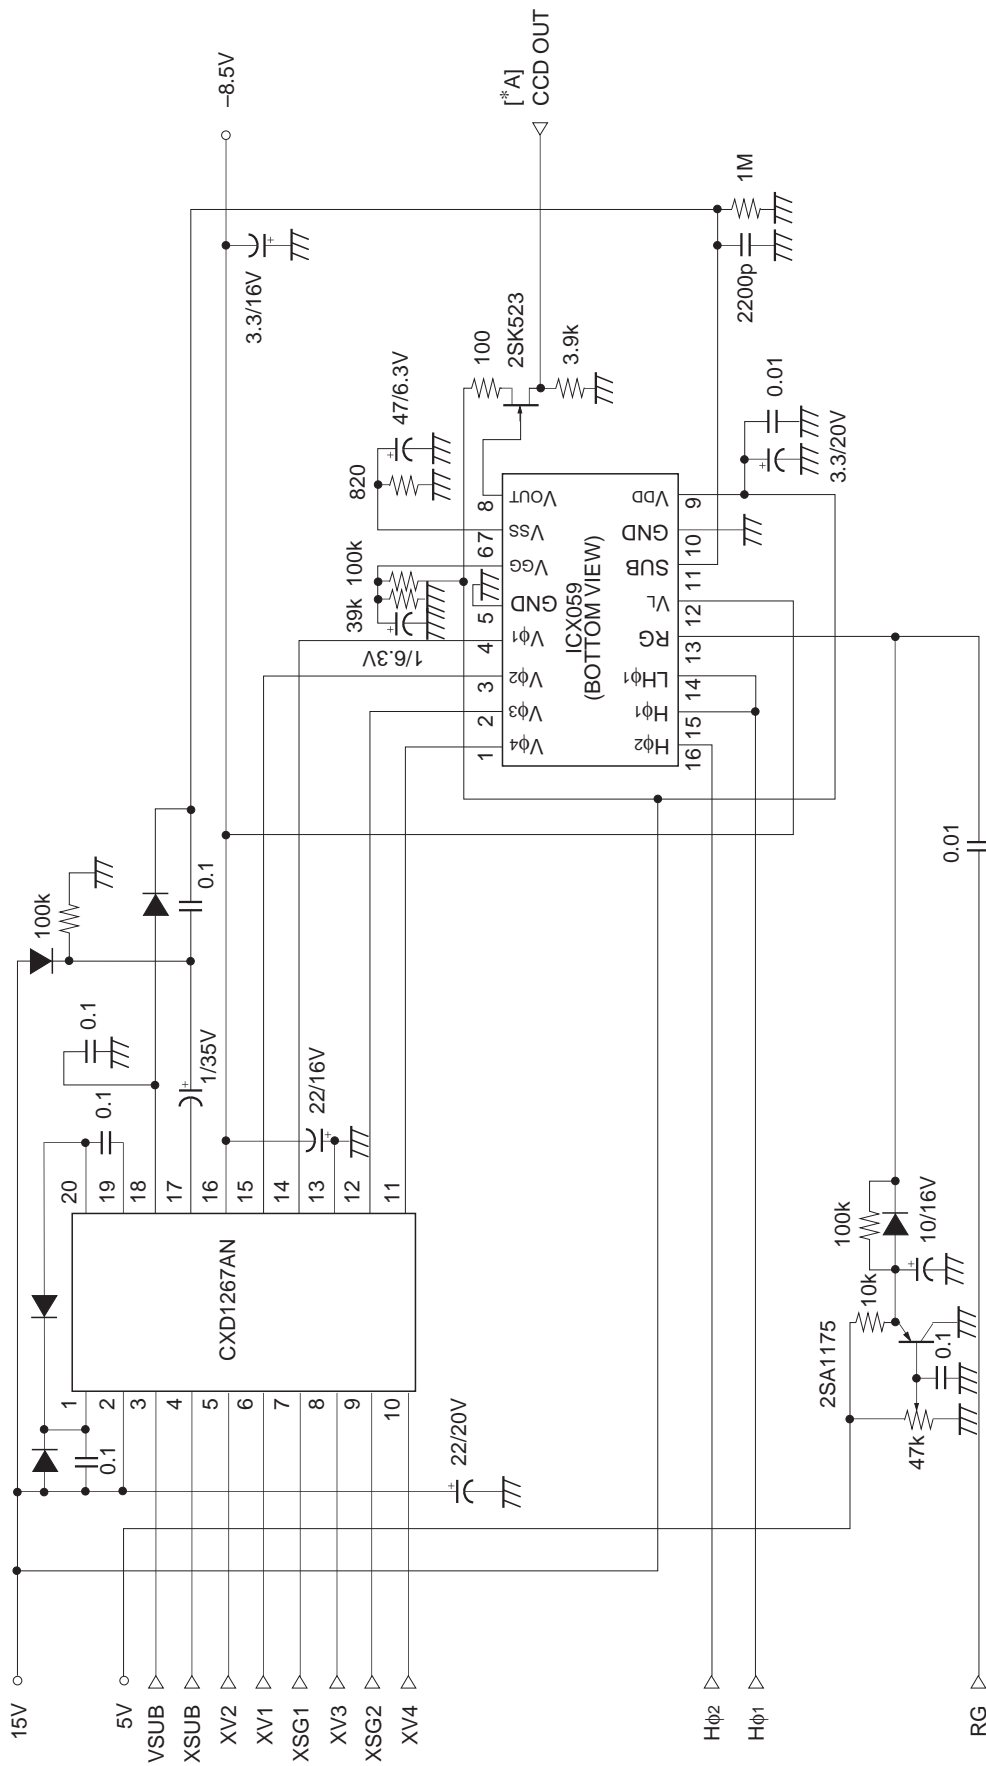 15V
5V
VSUB
XSUB
XV2
XV1
XSG1
XV3
XSG2
XV4
Hϕ2
Hϕ1
RG
22/20V
0.1
1
2
3
4
5
6
7
8
9
10
CXD1267AN
20
19
18
17
16
15
14
13
12
11
0.1
0.1
1/35V
22/16V
100k
0.1
47k
0.1
2SA1175
10k
100k
10/16V
0.01
1
2
3
4
5
6
7
8
Vϕ4
Vϕ3
Vϕ2
Vϕ1
GND
VGG
VSS
VOUT
ICX059
(BOTTOM VIEW)
Hϕ2
Hϕ1
LHϕ1
RG
VL
SUB
GND
VDD
16
15
14
13
12
11
10
9
1/6.3V
39k
100k
820
47/6.3V
100
2SK523
3.9k
3.3/20V
0.01
3.3/16V
2200p
1M
–8.5V
[*A]
CCD OUT